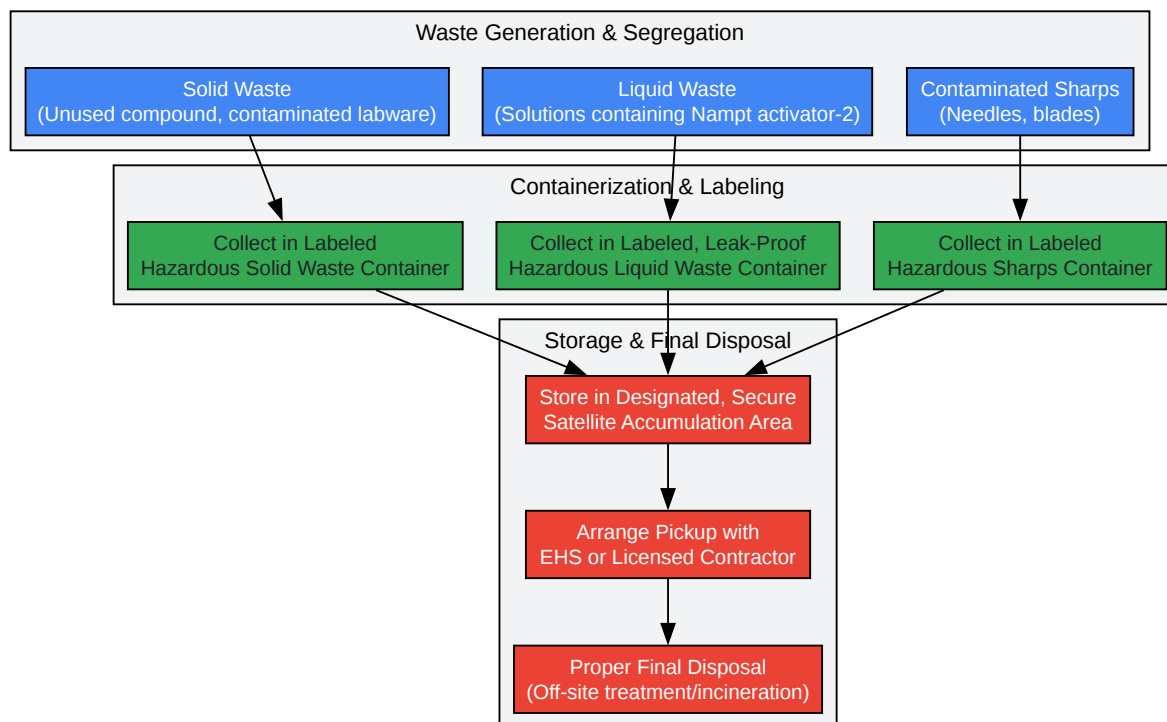 Waste Generation & Segregation
Solid Waste
(Unused compound, contaminated labware)
Liquid Waste
(Solutions containing Nampt activator-2)
Contaminated Sharps
(Needles, blades)
Containerization & Labeling
Collect in Labeled
Hazardous Solid Waste Container
Collect in Labeled, Leak-Proof
Hazardous Liquid Waste Container
Collect in Labeled
Hazardous Sharps Container
Storage & Final Disposal
Store in Designated, Secure
Satellite Accumulation Area
Arrange Pickup with
EHS or Licensed Contractor
Proper Final Disposal
(Off-site treatment/incineration)